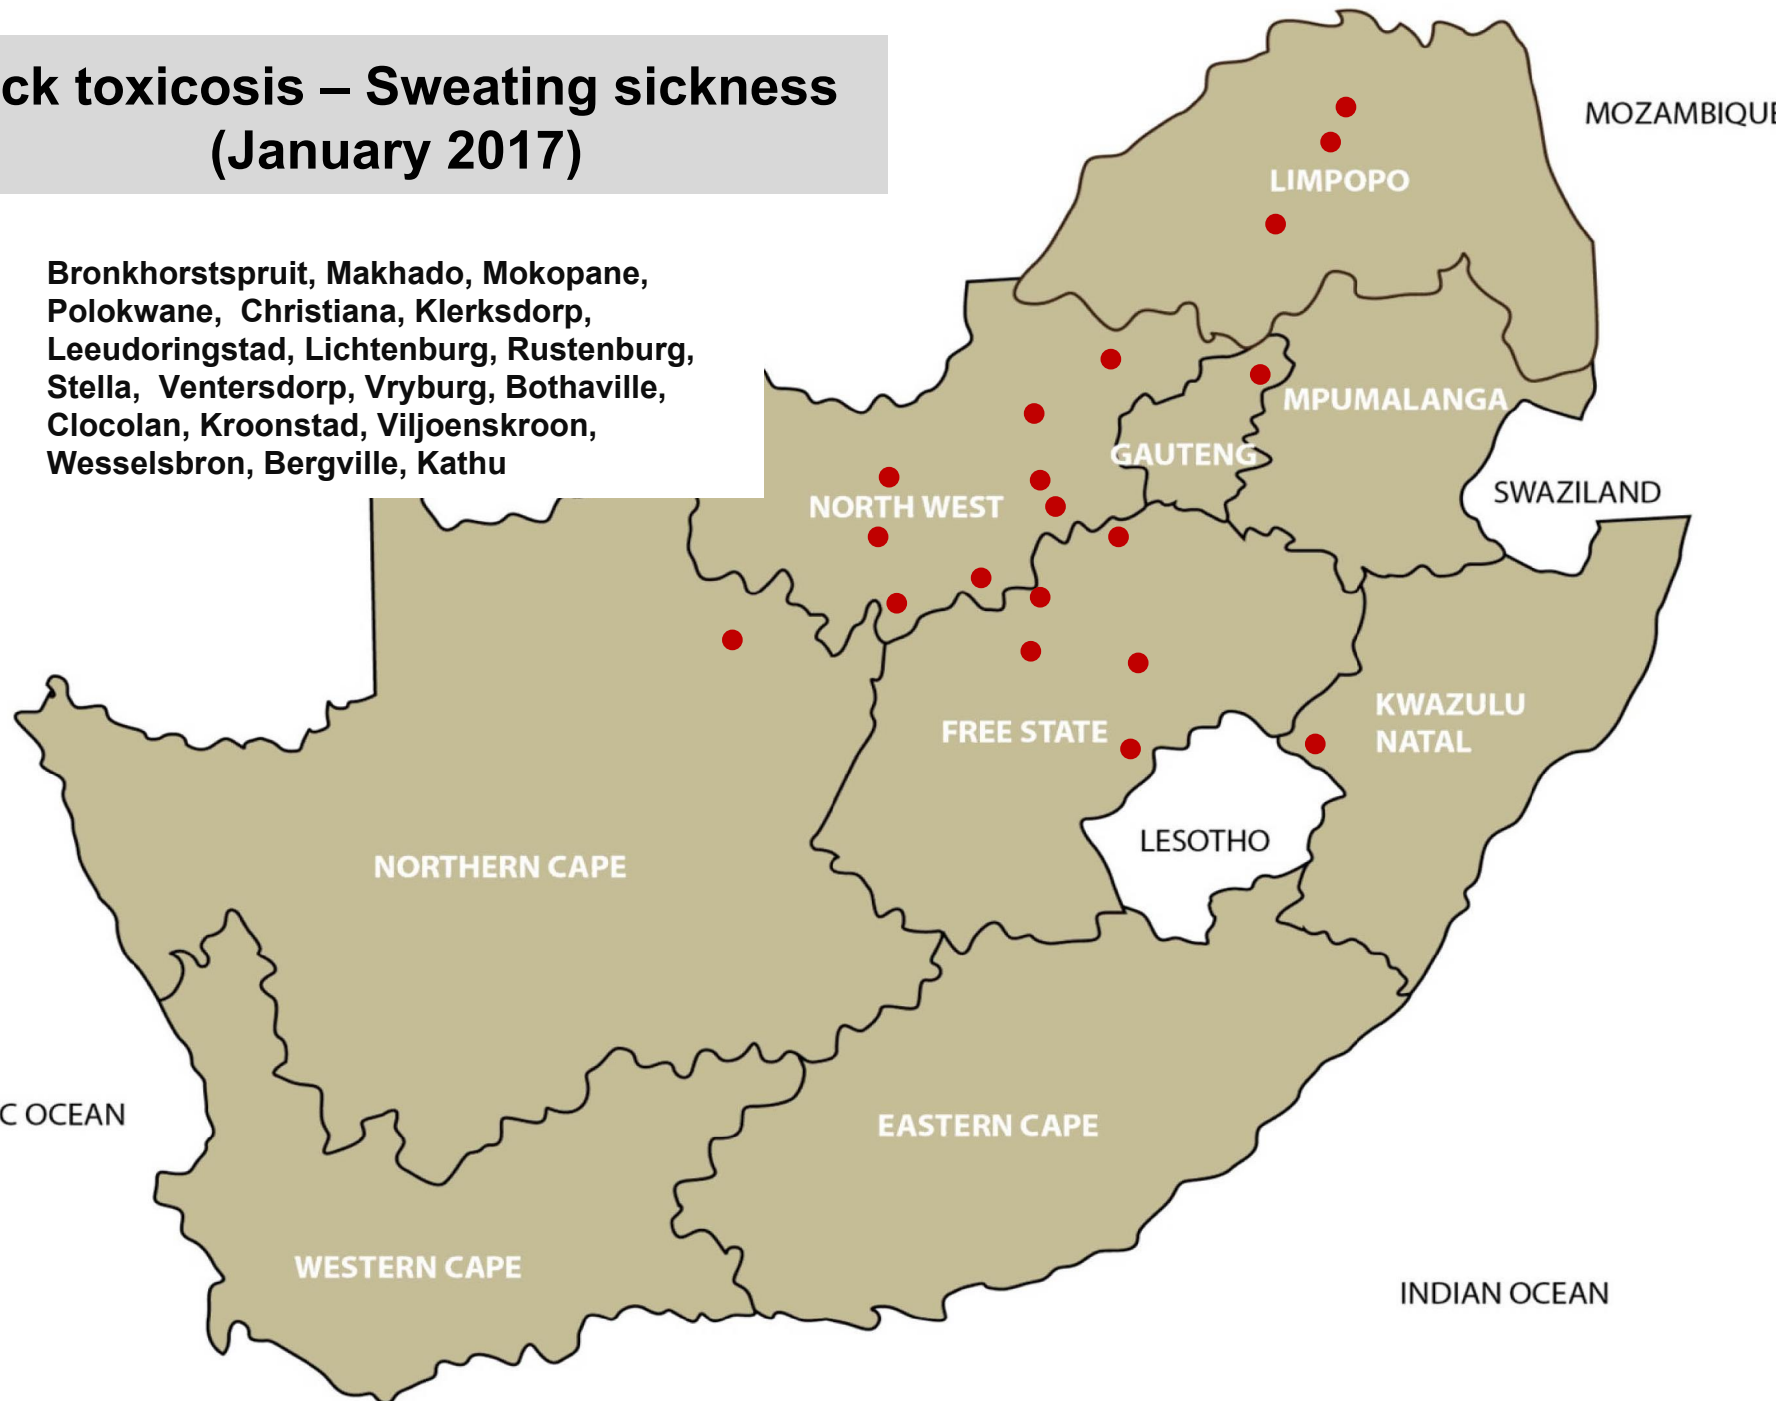 ck toxicosis – Sweating sickness
(January 2017)
MOZAMBIQUE
LIMPOPO
Bronkhorstspruit, Makhado, Mokopane,
Polokwane, Christiana, Klerksdorp,
Leeudoringstad, Lichtenburg, Rustenburg,
Stella, Ventersdorp, Vryburg, Bothaville,
Clocolan, Kroonstad, Viljoenskroon,
Wesselsbron, Bergville, Kathu
MPUMALANGA
GAUTENG
SWAZILAND
NORTH WEST
KWAZULU
NATAL
FREE STATE
LESOTHO
NORTHERN CAPE
C OCEAN
EASTERN CAPE
WESTERN CAPE
INDIAN OCEAN